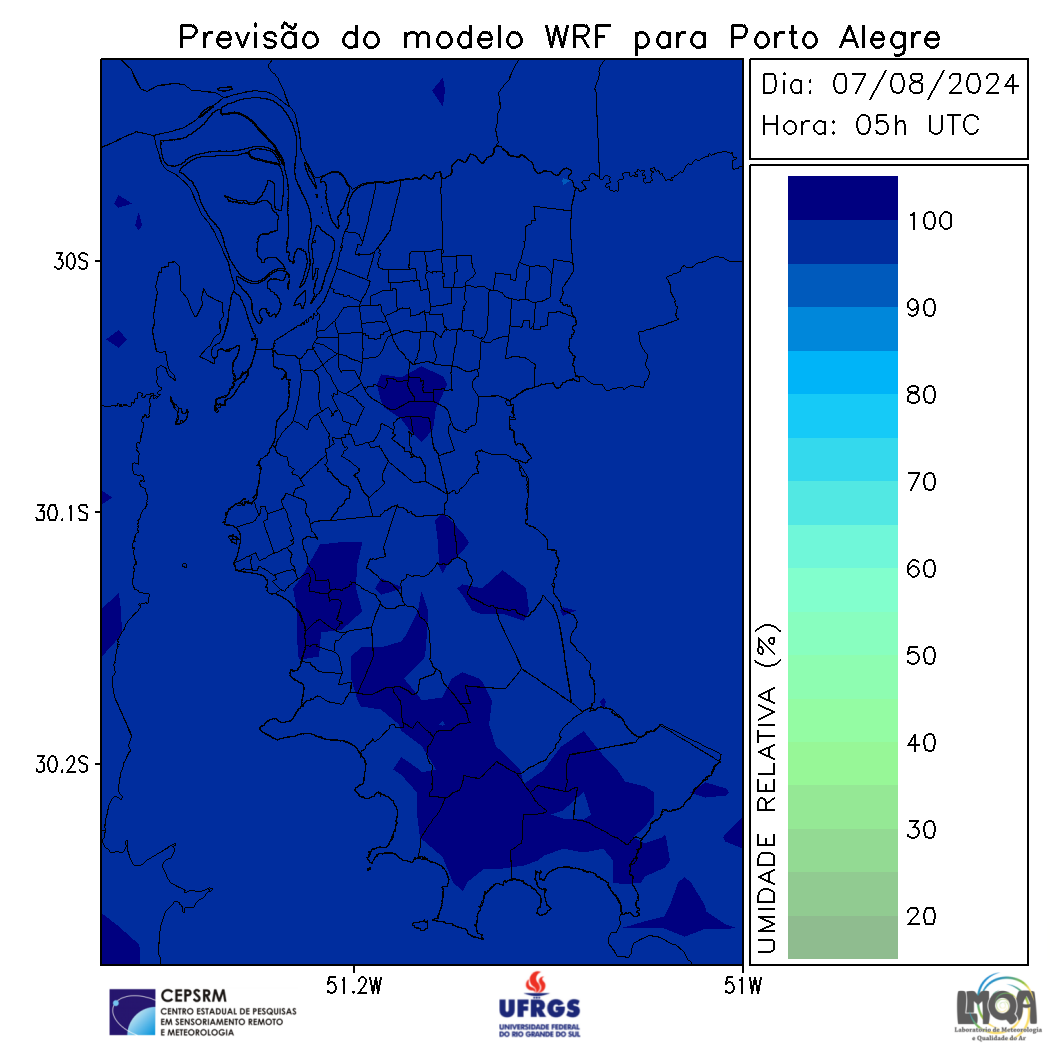 Previsão do modelo WRF para Porto Alegre
Dia: 07/08/2024
Hora: 05h UTC
30S
30.1S
30.2S
51.2W
51W
100
90
80
70
60
50
40
30
20
UMIDADE RELATIVA (%)
CEPSRM
CENTRO ESTADUAL DE PESQUISAS
EM SENSORIAMENTO REMOTO
E METEOROLOGIA
UFRGS
UNIVERSIDADE FEDERAL
DO RIO GRANDE DO SUL
LMQA
Laboratório de Meteorologia
e Qualidade do Ar